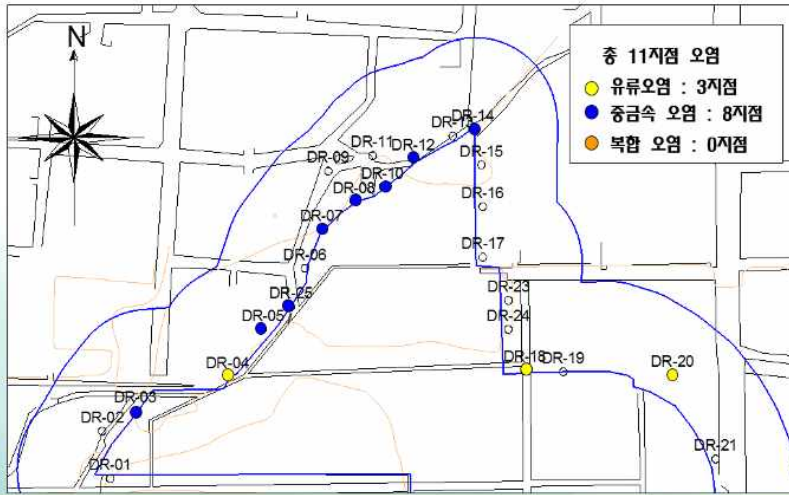 N
총 11지점 오염
유류오염 : 3지점
중금속 오염 : 8지점
복합 오염 : 0지점
DR-14
DR-13
DR-12
DR-11
DR-09
DR-15
DR-10
DR-08
DR-16
DR-07
DR-17
DR-06
DR-23
DR-25
DR-05
DR-24
DR-04
DR-18
DR-19
DR-20
DR-03
DR-02
DR-21
DR-01